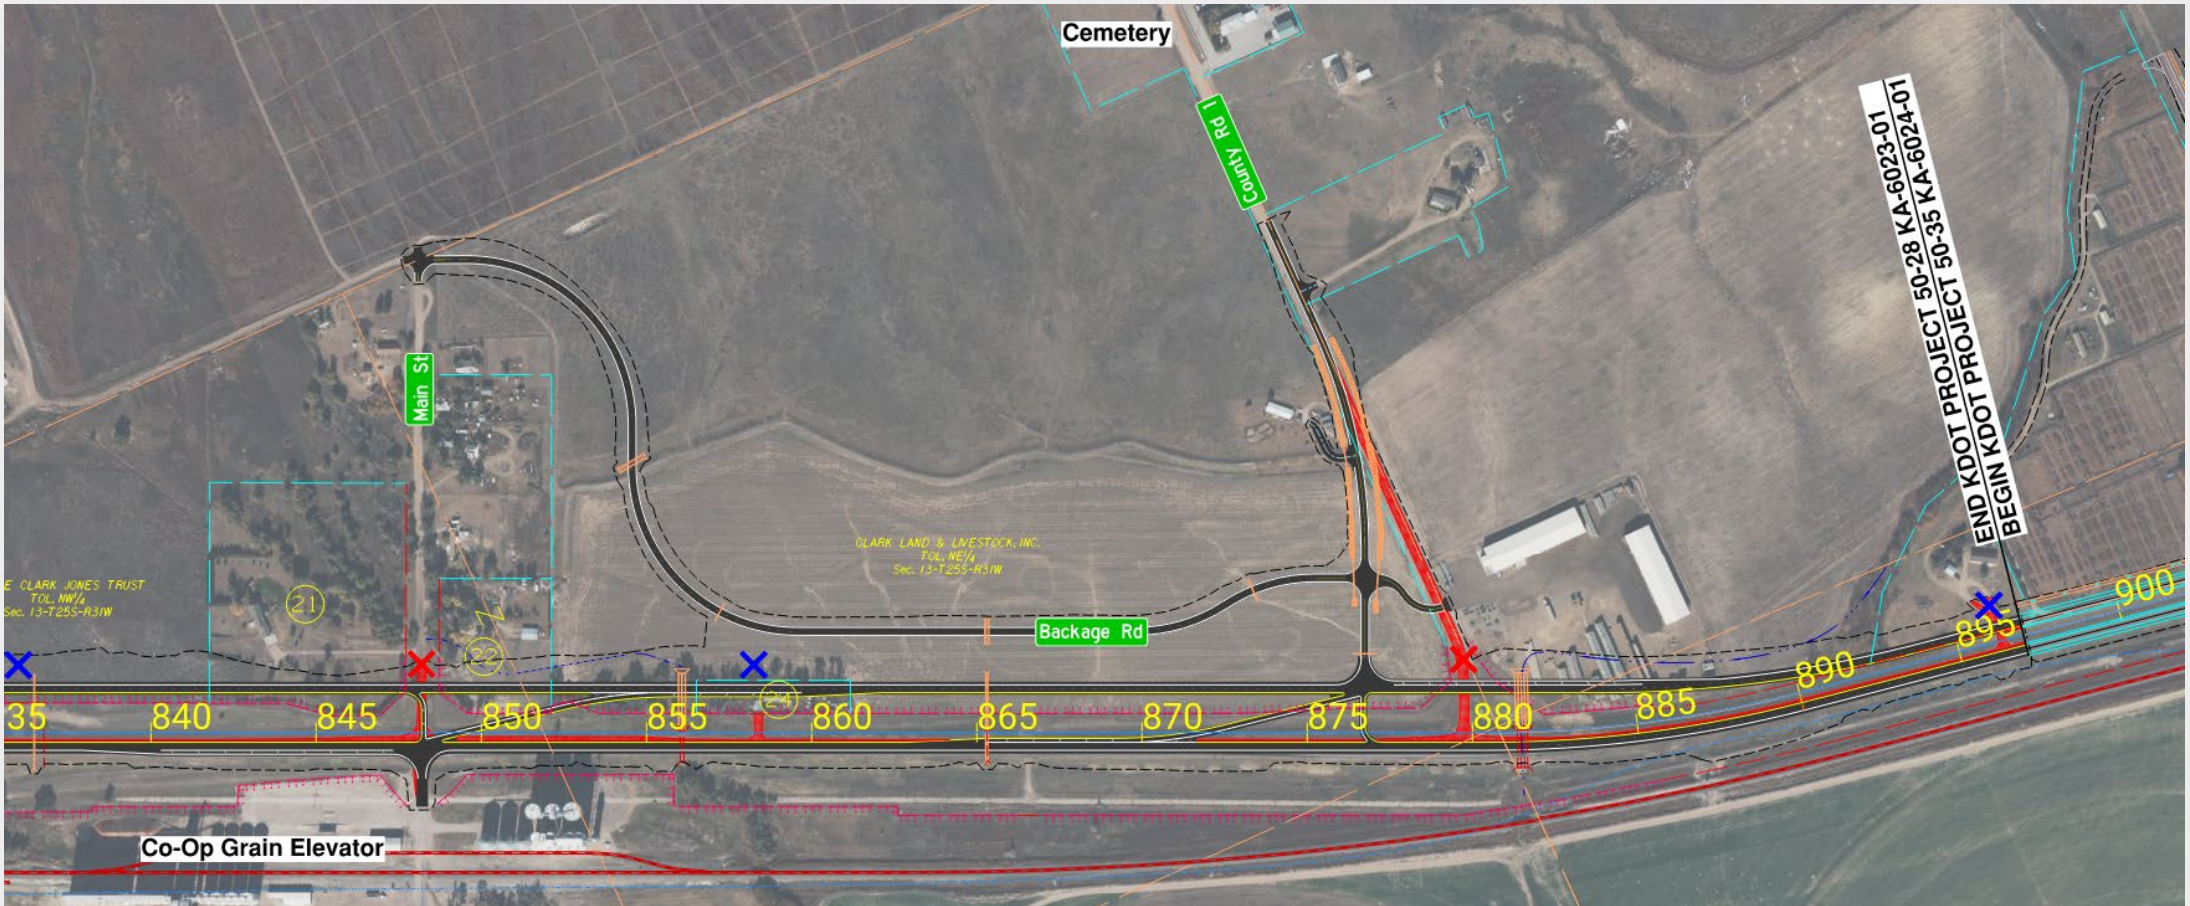 Cemetery
County Rd 1
END KDOT PROJECT 50-28 KA-6023-01
BEGIN KDOT PROJECT 50-35 KA-6024-01
Main St
CLARK LAND & LIVESTOCK, INC.
TOL, NE¼
Sec. 13-T25S-R31W
E CLARK JONES TRUST
TOL, NW¼
Sec. 13-T25S-R31W
21
22
Z
24
Backage Rd
35
840
845
850
855
860
865
870
875
880
885
890
895
900
Co-Op Grain Elevator